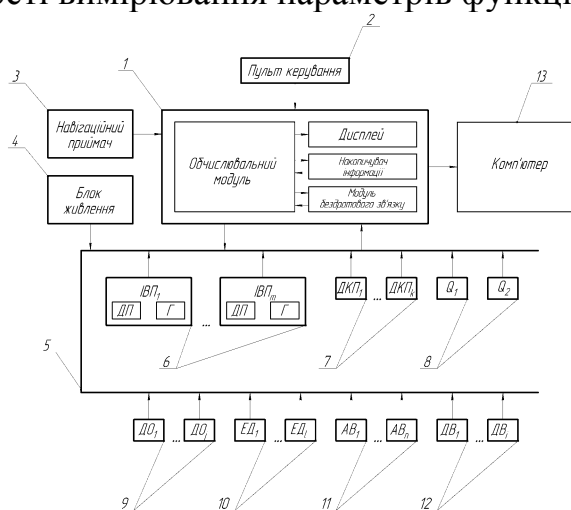 ості вимірювання параметрів функці
2
Пульт керування
3
1
13
Навігаційний
приймач
Обчислювальний
модуль
Дисплей
Накопичувач
інформації
Модуль
бездротового зв'язку
Комп'ютер
4
Блок
живлення
ІВП1
ДП Г
...
ІВПm
ДП Г
ДКП1 ... ДКПk
Q1 Q2
5
6
7
8
ДО1 ... ДОj
ЕД1 ... ЕДi
АВ1 ... АВn
ДВ1 ... ДВi
9
10
11
12